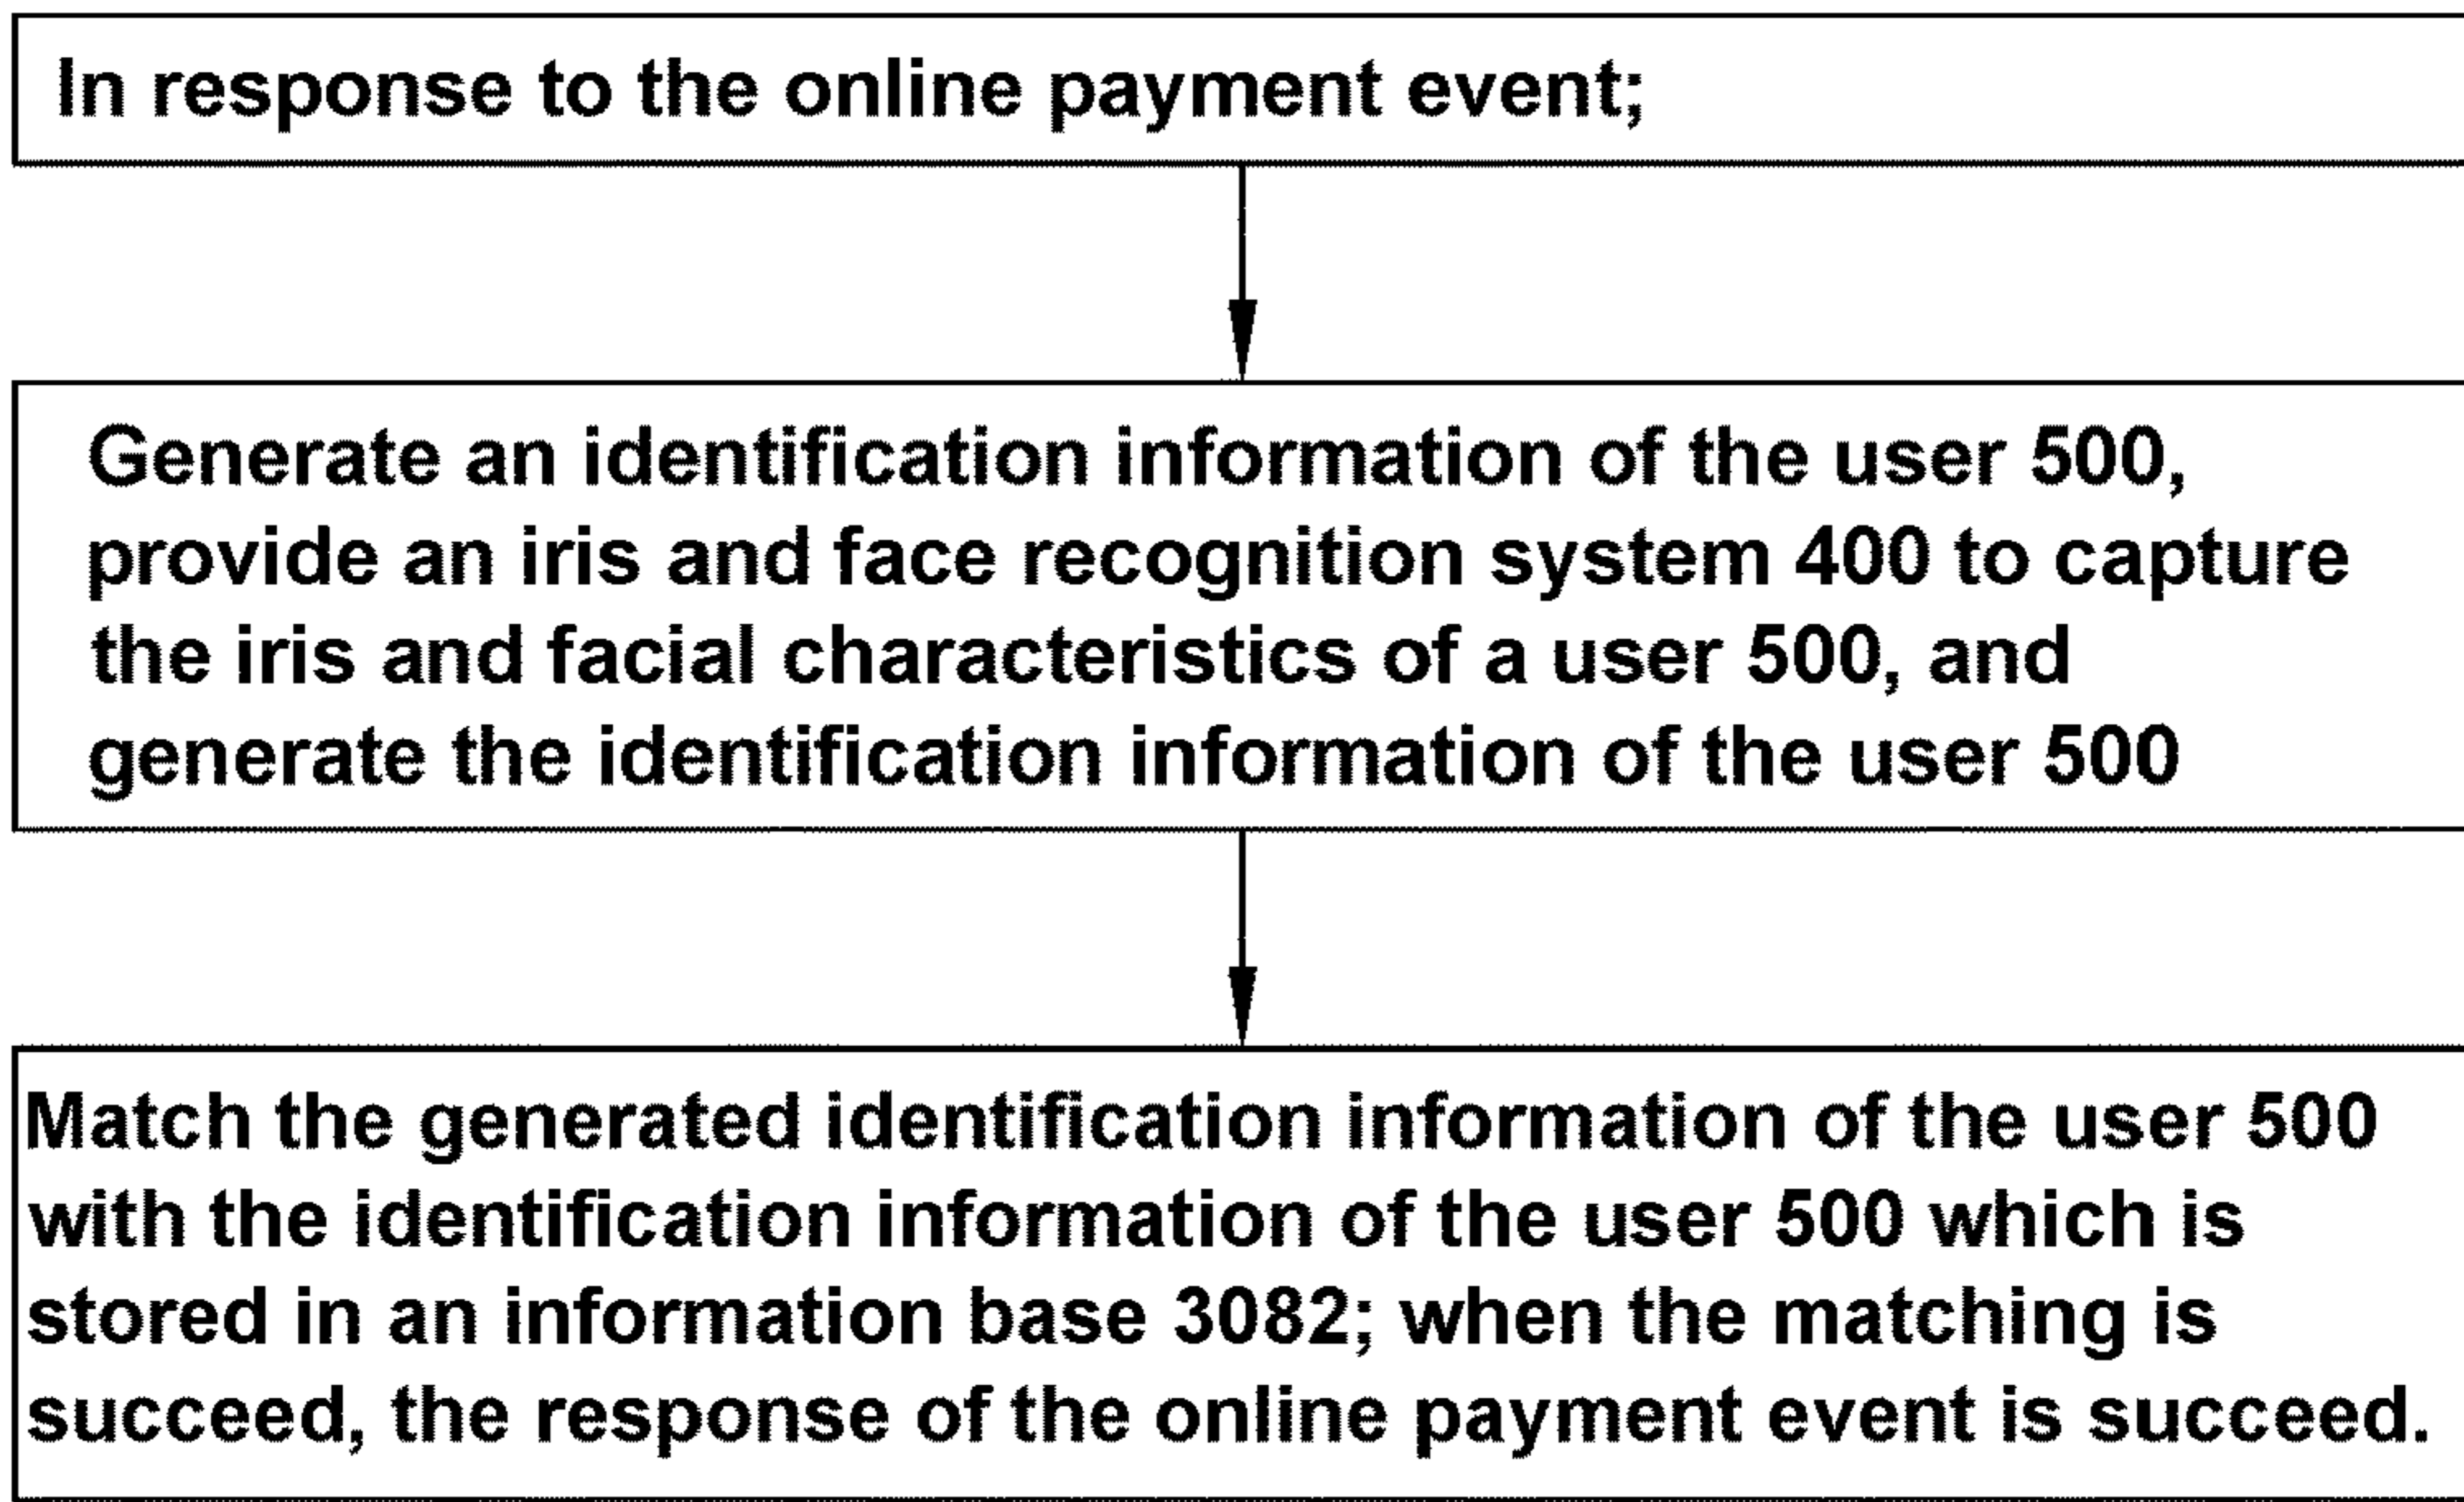 In response to the online payment event;
Generate an identification information of the user 500,
provide an iris and face recognition system 400 to capture
the iris and facial characteristics of a user 500, and
generate the identification information of the user 500
Match the generated identification information of the user 500
with the identification information of the user 500 which is
stored in an information base 3082; when the matching is
succeed, the response of the online payment event is succeed.